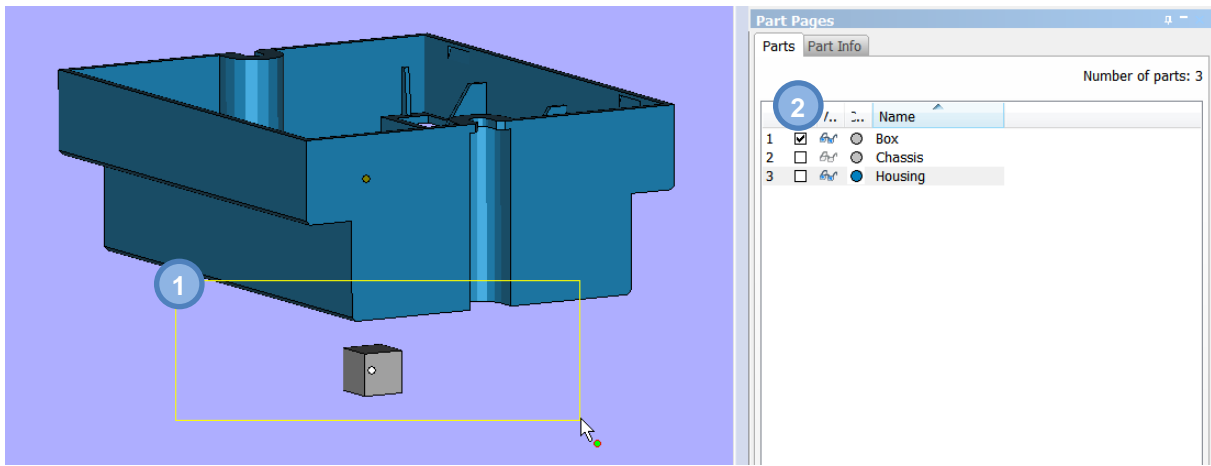 Part Pages
Parts Part Info
Number of parts: 3
2 /.. Name
1 Box
2 Chassis
3 Housing
1